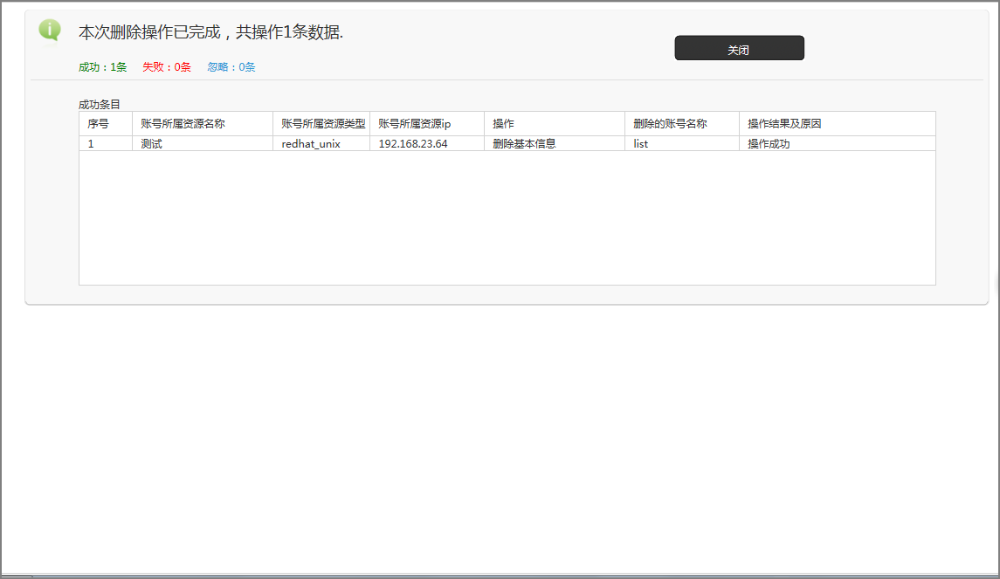 本次删除操作已完成，共操作1条数据.
关闭
成功：1条 失败：0条 忽略：0条
成功条目
序号 账号所属资源名称 账号所属资源类型 账号所属资源ip 操作 删除的账号名称 操作结果及原因
1 测试 redhat_unix 192.168.23.64 删除基本信息 list 操作成功